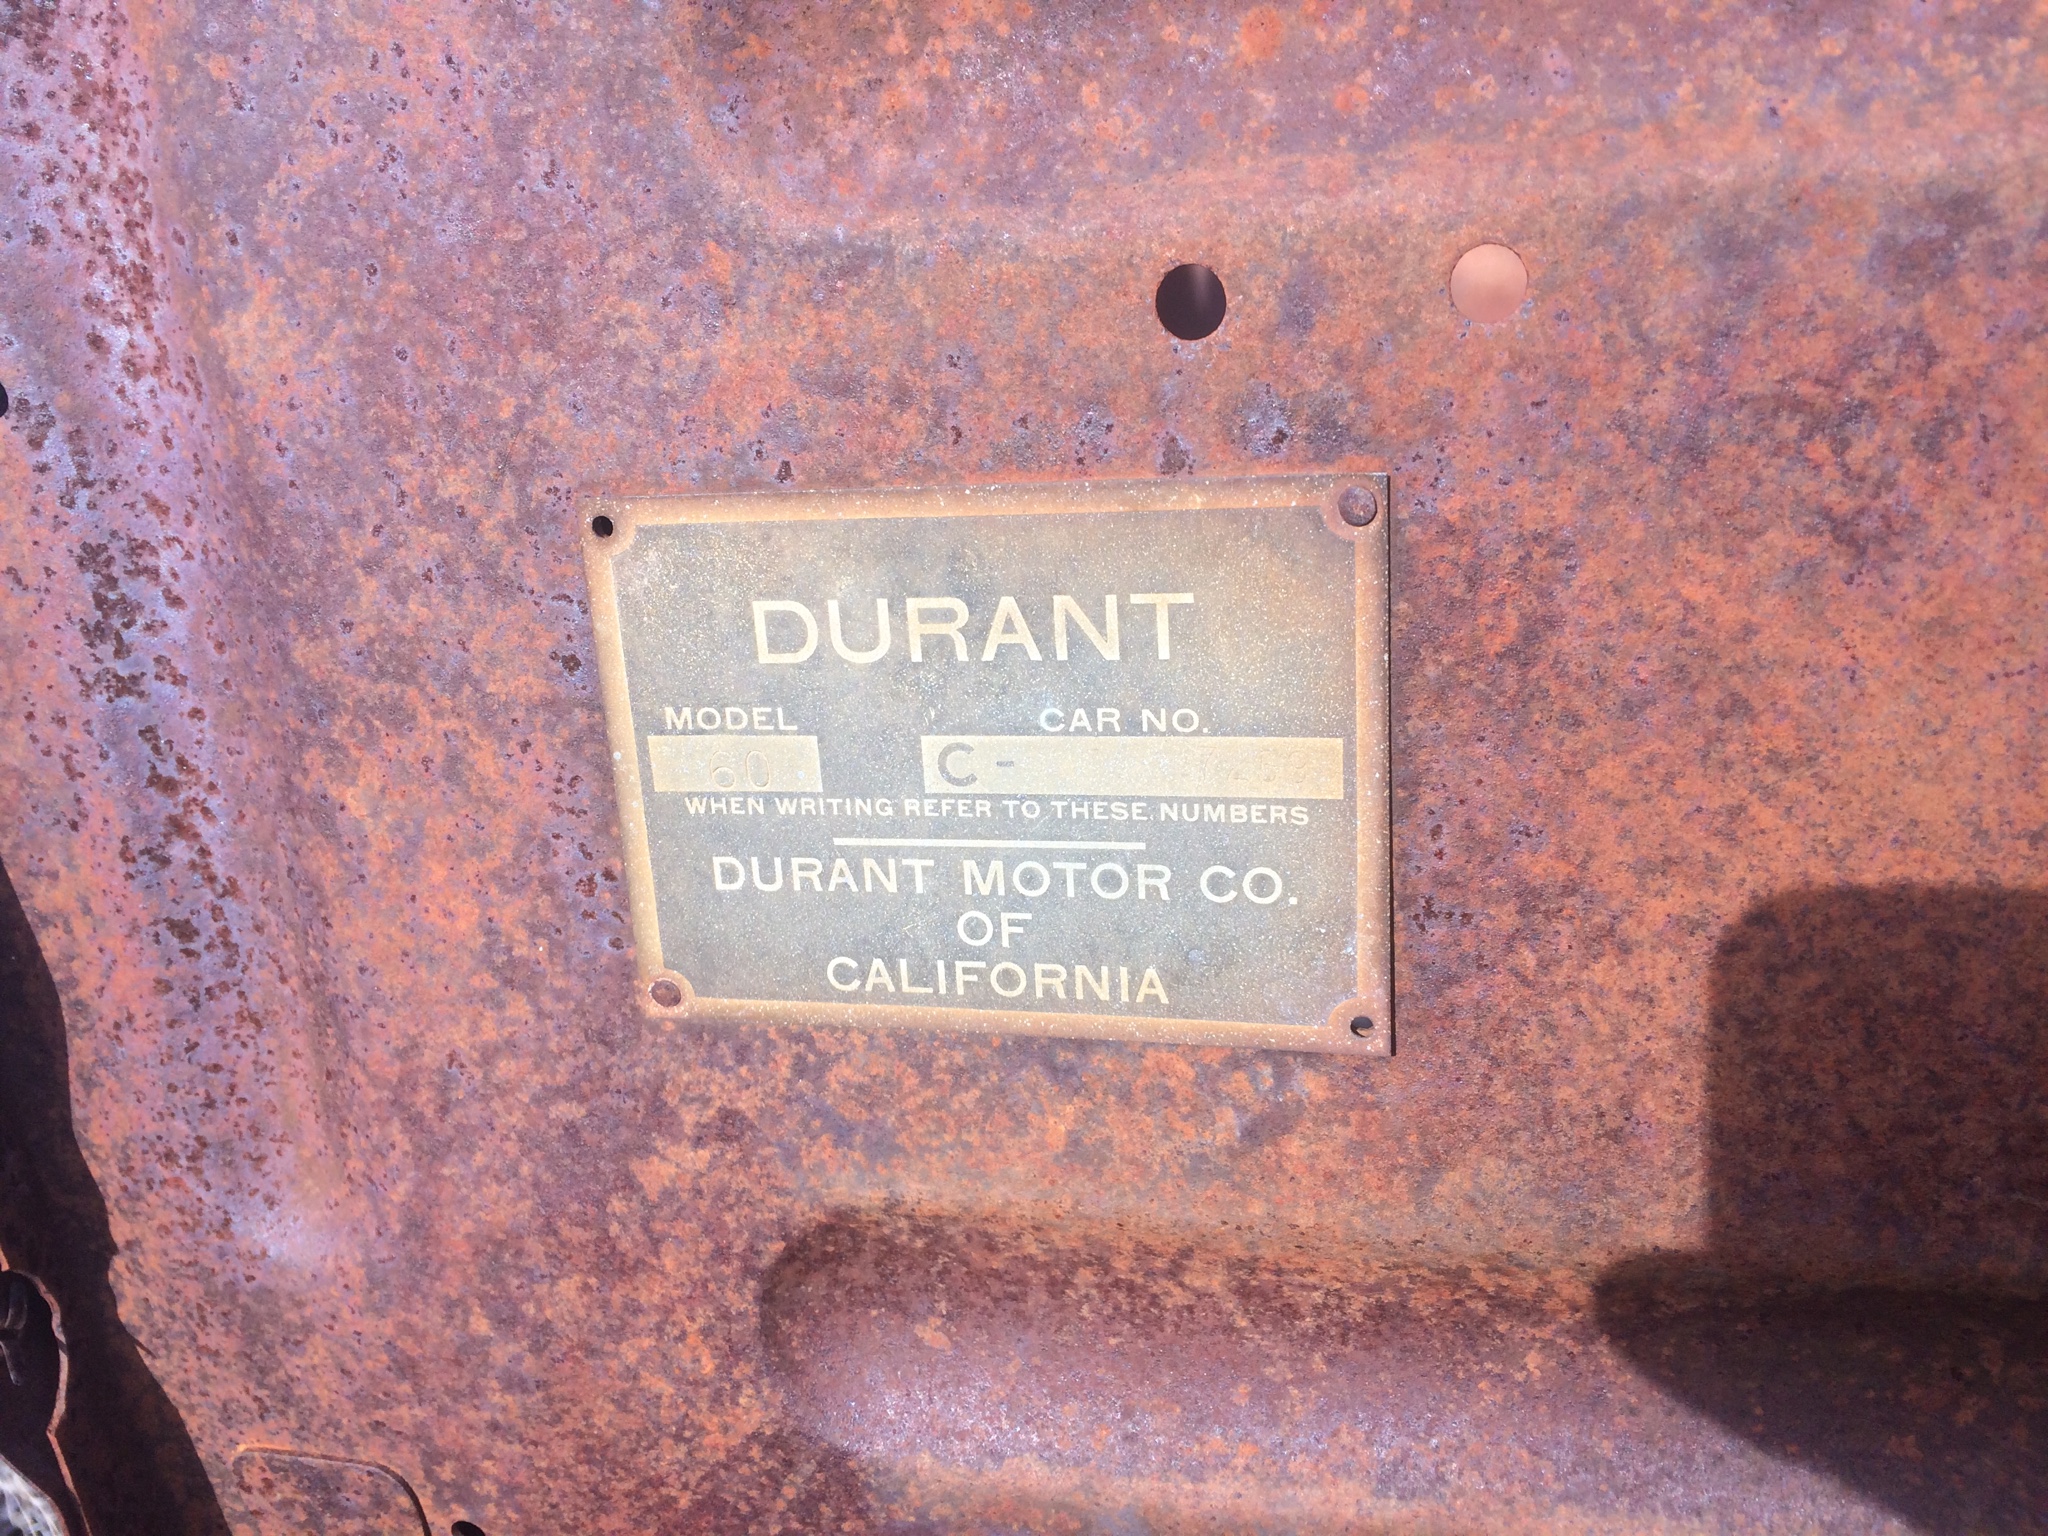 DURANT
MODEL CAR NO.
60 C-
WHEN WRITING REFER TO THESE NUMBERS
DURANT MOTOR CO.
OF
CALIFORNIA